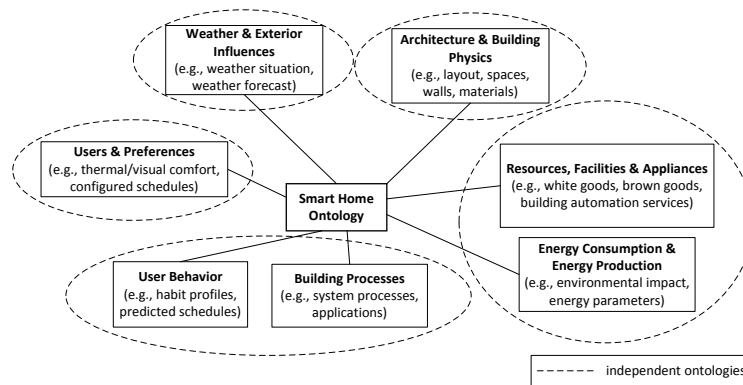 Weather & Exterior
Influences
(e.g., weather situation,
weather forecast)
Architecture & Building
Physics
(e.g., layout, spaces,
walls, materials)
Users & Preferences
(e.g., thermal/visual comfort,
configured schedules)
Resources, Facilities & Appliances
(e.g., white goods, brown goods,
building automation services)
Smart Home
Ontology
Energy Consumption &
Energy Production
(e.g., environmental impact,
energy parameters)
User Behavior
(e.g., habit profiles,
predicted schedules)
Building Processes
(e.g., system processes,
applications)
independent ontologies